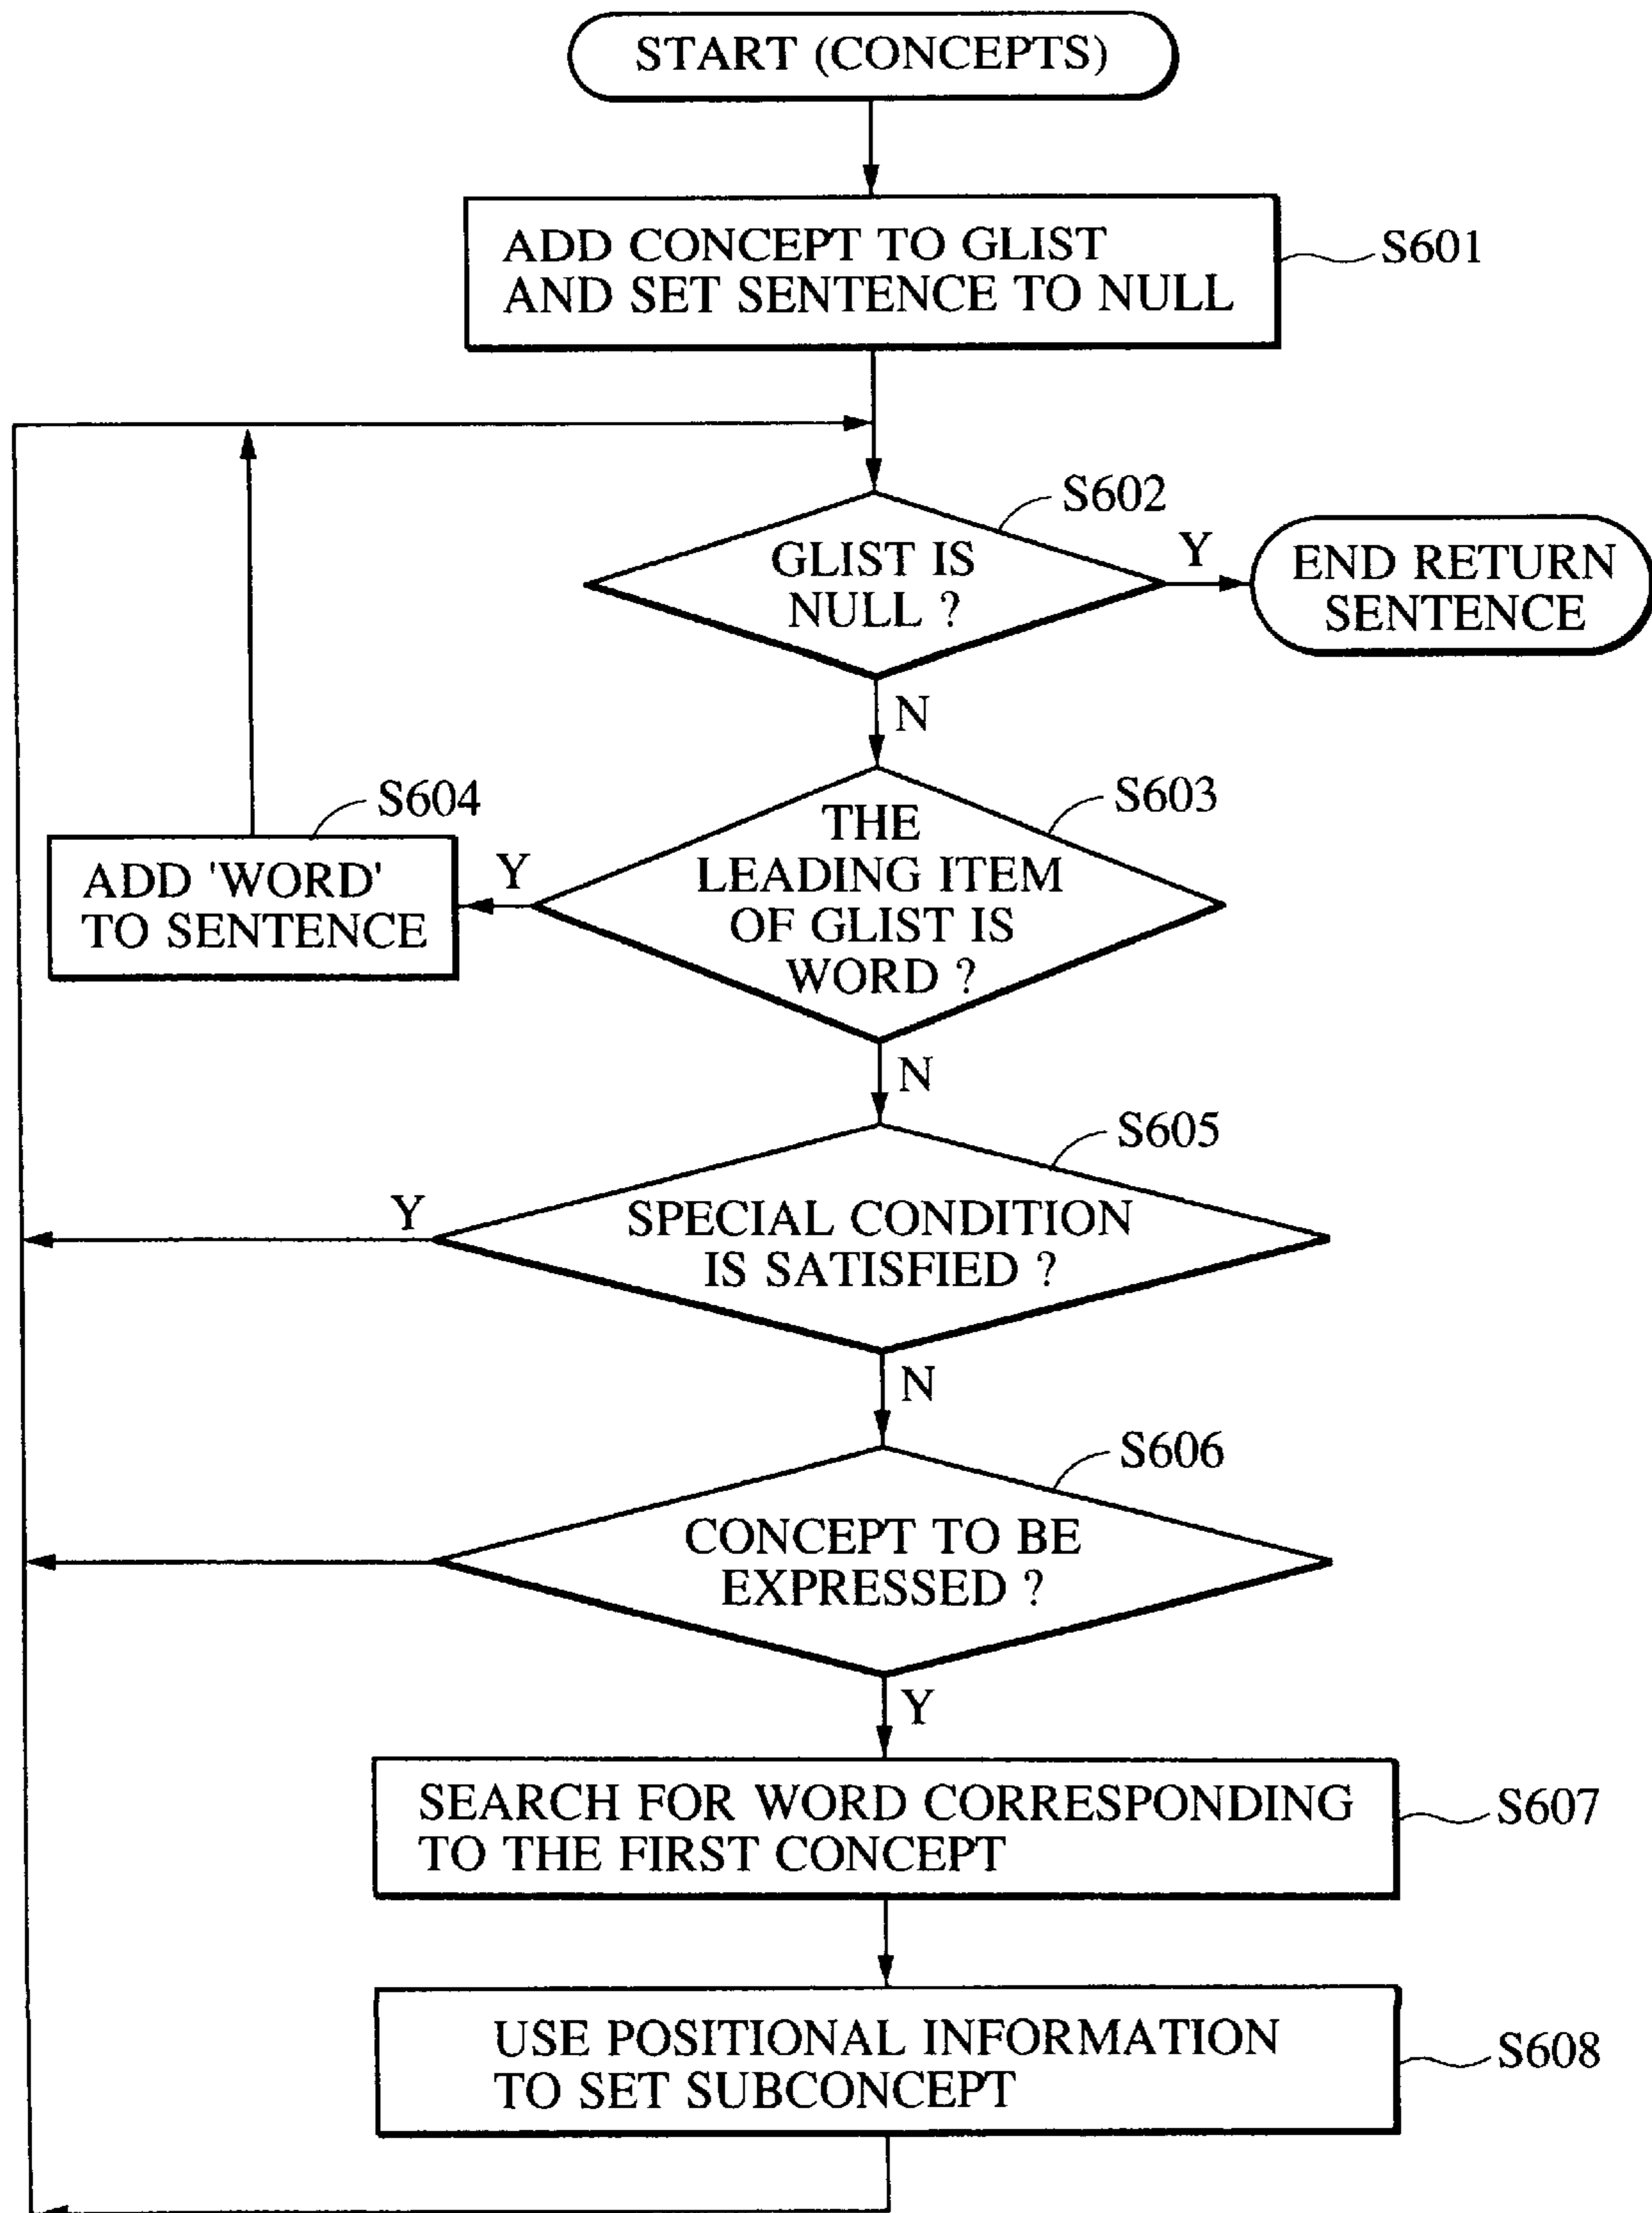 START (CONCEPTS)
ADD CONCEPT TO GLIST
AND SET SENTENCE TO NULL
S601
S602
GLIST IS
NULL ?
Y
END RETURN
SENTENCE
N
S603
THE
LEADING ITEM
OF GLIST IS
WORD ?
Y
S604
ADD 'WORD'
TO SENTENCE
N
S605
SPECIAL CONDITION
IS SATISFIED ?
Y
N
S606
CONCEPT TO BE
EXPRESSED ?
Y
SEARCH FOR WORD CORRESPONDING
TO THE FIRST CONCEPT
S607
USE POSITIONAL INFORMATION
TO SET SUBCONCEPT
S608